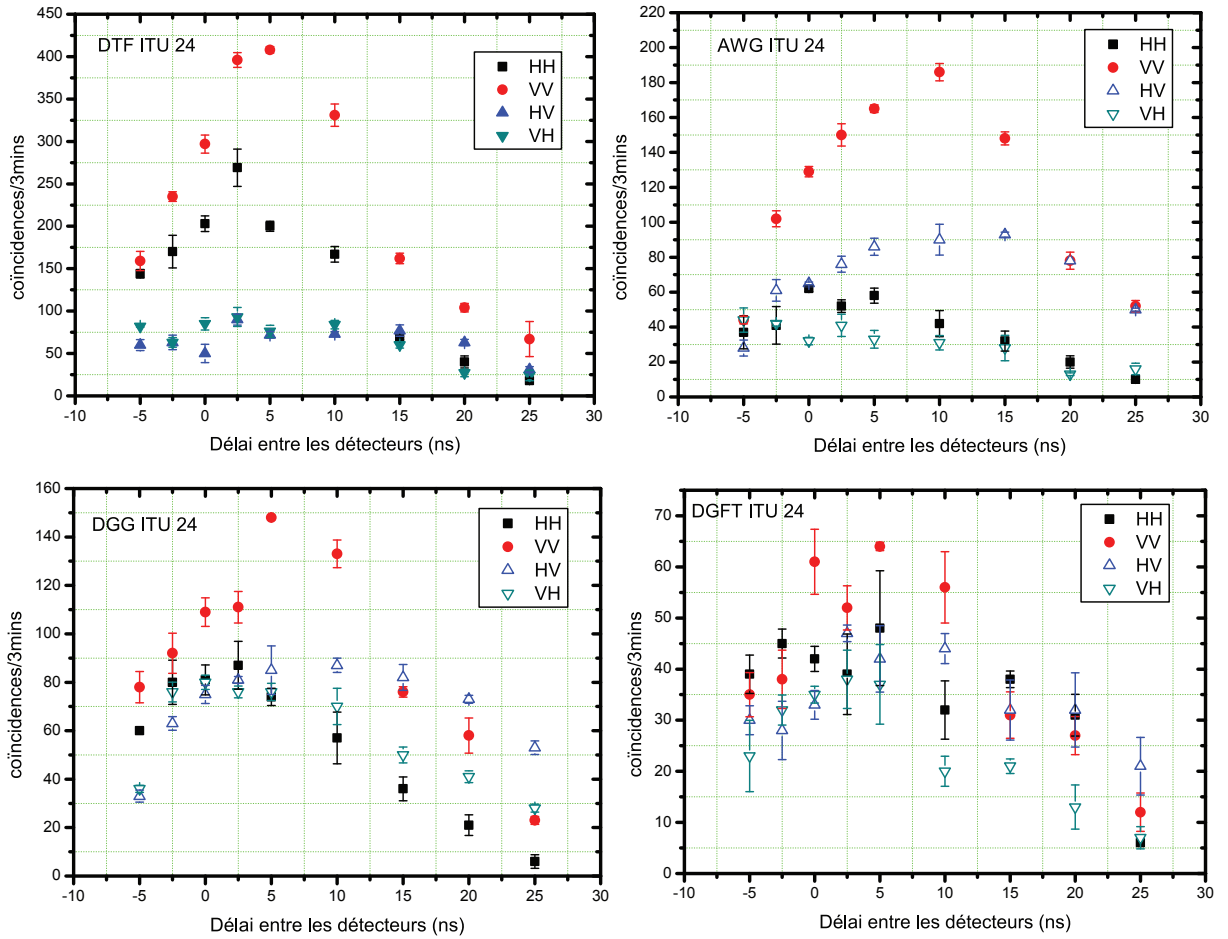 DTF ITU 24
HH
VV
HV
VH
coïncidences/3mins
450
400
350
300
250
200
150
100
50
0
-10 -5 0 5 10 15 20 25 30
Délai entre les détecteurs (ns)
AWG ITU 24
HH
VV
HV
VH
coïncidences/3mins
220
200
180
160
140
120
100
80
60
40
20
0
-10 -5 0 5 10 15 20 25 30
Délai entre les détecteurs (ns)
DGG ITU 24
HH
VV
HV
VH
coïncidences/3mins
160
140
120
100
80
60
40
20
0
-10 -5 0 5 10 15 20 25 30
Délai entre les détecteurs (ns)
DGFT ITU 24
HH
VV
HV
VH
coïncidences/3mins
70
60
50
40
30
20
10
0
-10 -5 0 5 10 15 20 25 30
Délai entre les détecteurs (ns)